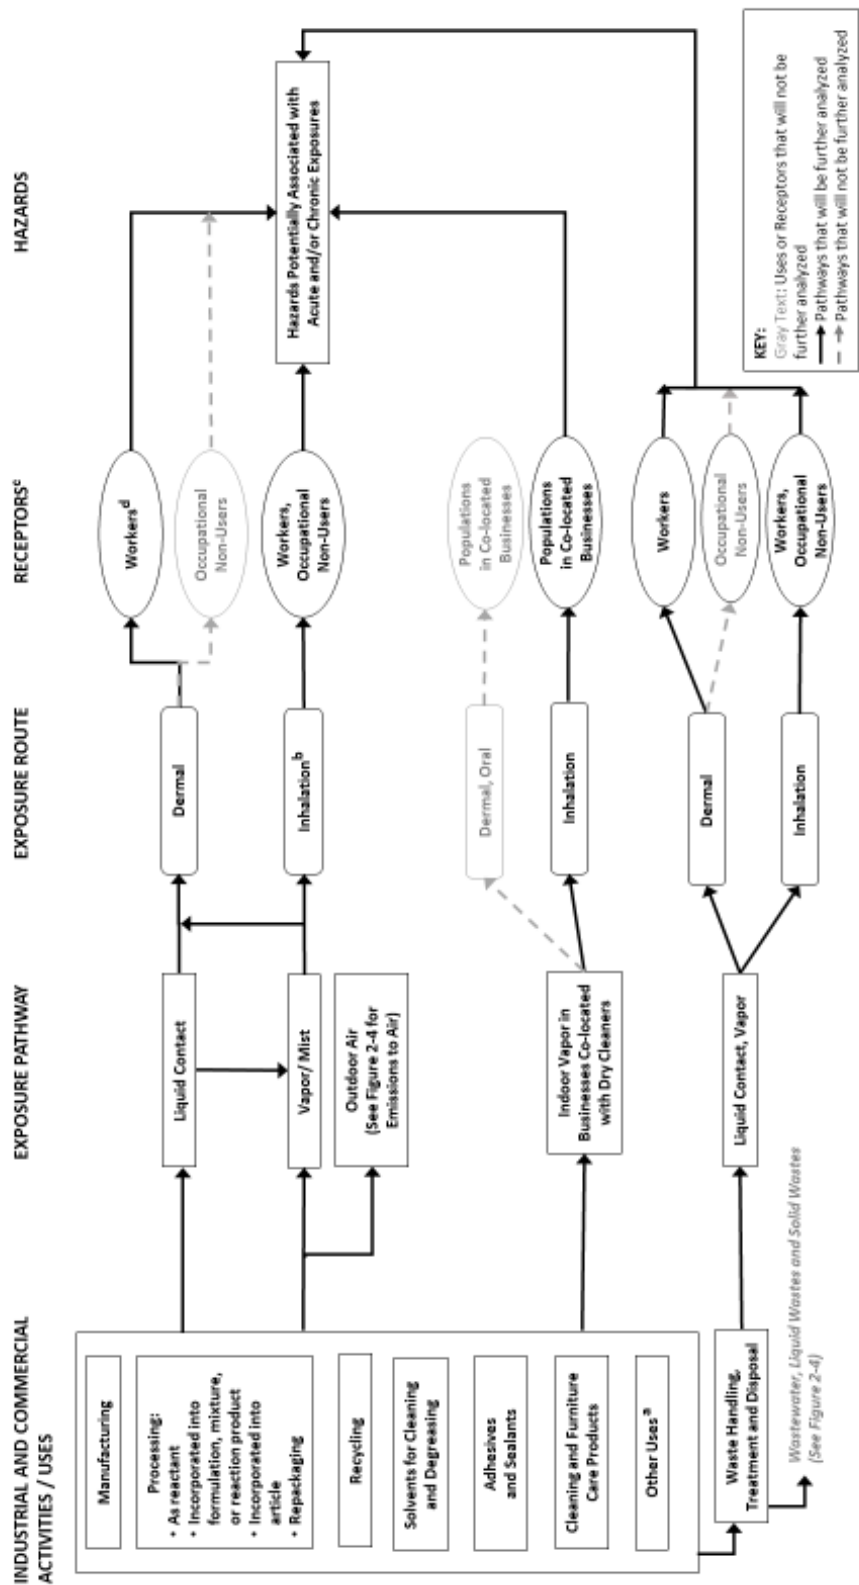 INDUSTRIAL AND COMMERCIAL
ACTIVITIES / USES
EXPOSURE PATHWAY
EXPOSURE ROUTE
RECEPTORSᶜ
HAZARDS
Manufacturing
Processing:
• As reactant
• Incorporated into
formulation, mixture,
or reaction product
• Incorporated into
article
• Repackaging
Recycling
Solvents for Cleaning
and Degreasing
Adhesives
and Sealants
Cleaning and Furniture
Care Products
Other Uses ᵃ
Waste Handling,
Treatment and Disposal
Wastewater, Liquid Wastes and Solid Wastes
(See Figure 2-4)
Liquid Contact
Vapor/ Mist
Outdoor Air
(See Figure 2-4 for
Emissions to Air)
Indoor Vapor in
Businesses Co-located
with Dry Cleaners
Liquid Contact, Vapor
Dermal
Inhalationᵇ
Dermal, Oral
Inhalation
Dermal
Inhalation
Workersᵈ
Occupational
Non-Users
Workers,
Occupational
Non-Users
Populations
in Co-located
Businesses
Populations
in Co-located
Businesses
Workers
Occupational
Non-Users
Workers,
Occupational
Non-Users
Hazards Potentially Associated with
Acute and/or Chronic Exposures
KEY:
Gray Text: Uses or Receptors that will not be
further analyzed
Pathways that will be further analyzed
Pathways that will not be further analyzed